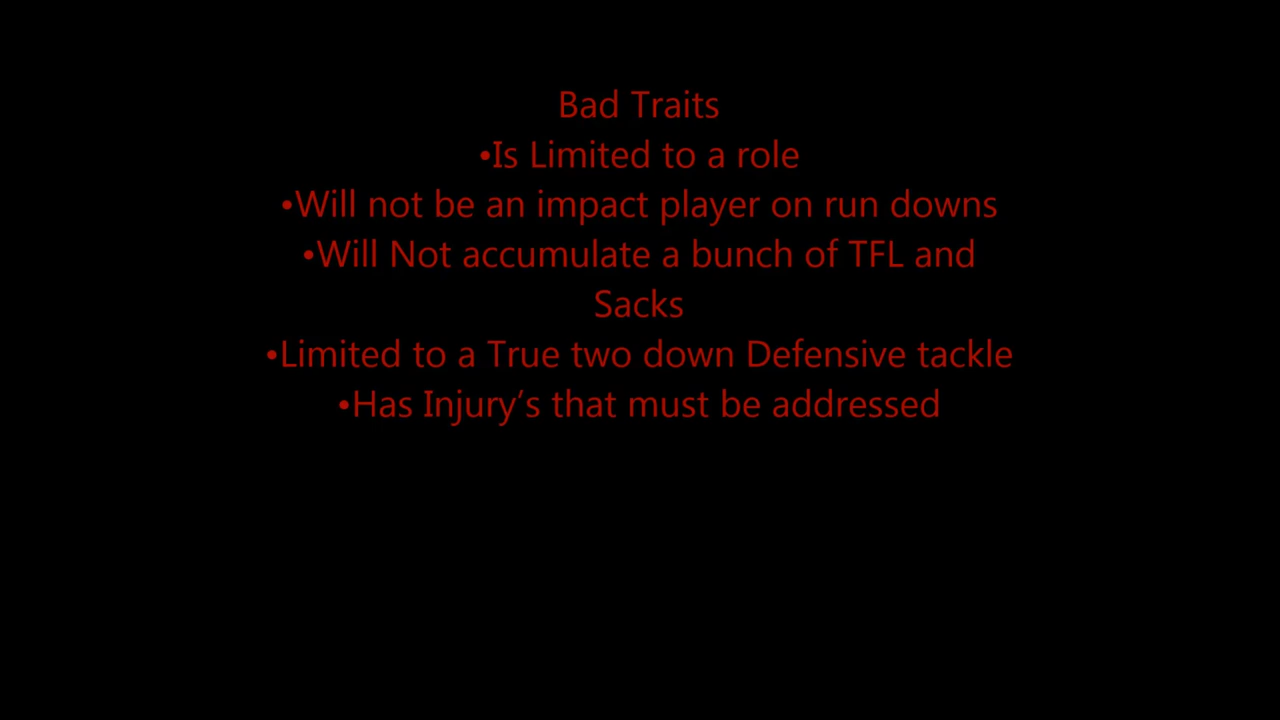 Bad Traits
•Is Limited to a role
•Will not be an impact player on run downs
•Will Not accumulate a bunch of TFL and
Sacks
•Limited to a True two down Defensive tackle
•Has Injury’s that must be addressed